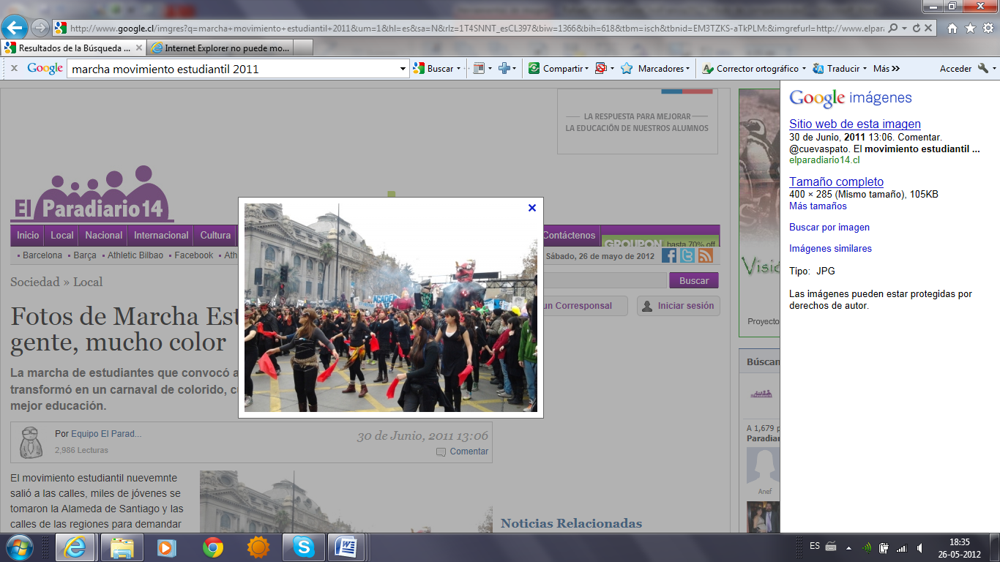 http://www.google.cl/imgres?q=marcha+movimiento+estudiantil+2011&um=1&hl=es&sa=N&rlz=1T4SNNT_esCL397&biw=1366&bih=618&tbm=isch&tbnid=EM3TZKS-aTkPLM:&imgrefurl=http://www.elpara
Resultados de la Búsqueda ...
Internet Explorer no puede mo...
Google
marcha movimiento estudiantil 2011
Buscar
Compartir
Marcadores
Corrector ortográfico
Traducir
Más
Acceder
LA RESPUESTA PARA MEJORAR
LA EDUCACIÓN DE NUESTROS ALUMNOS
El Paradiario 14
Inicio
Local
Nacional
Internacional
Cultura
Contáctenos
GROUPON
hasta 70% off
Barcelona
Barça
Athletic Bilbao
Facebook
Ath
Sábado, 26 de mayo de 2012
Sociedad » Local
Buscar
un Corresponsal
Iniciar sesión
Fotos de Marcha Est
gente, mucho color
La marcha de estudiantes que convocó a
transformó en un carnaval de colorido, c
mejor educación.
ACADE
Por Equipo El Parad...
2,986 Lecturas
30 de Junio, 2011 13:06
Comentar
El movimiento estudiantil nuevemnte
salió a las calles, miles de jóvenes se
tomaron la Alameda de Santiago y las
calles de las regiones para demandar
Noticias Relacionadas
Visió
Proyecto
Búscan
A 1,679 p
Paradiar
Anef
Google imágenes
Sitio web de esta imagen
30 de Junio, 2011 13:06. Comentar.
@cuevaspato. El movimiento estudiantil ...
elparadiario14.cl
Tamaño completo
400 × 285 (Mismo tamaño), 105KB
Más tamaños
Buscar por imagen
Imágenes similares
Tipo: JPG
Las imágenes pueden estar protegidas por
derechos de autor.
ES
18:35
26-05-2012